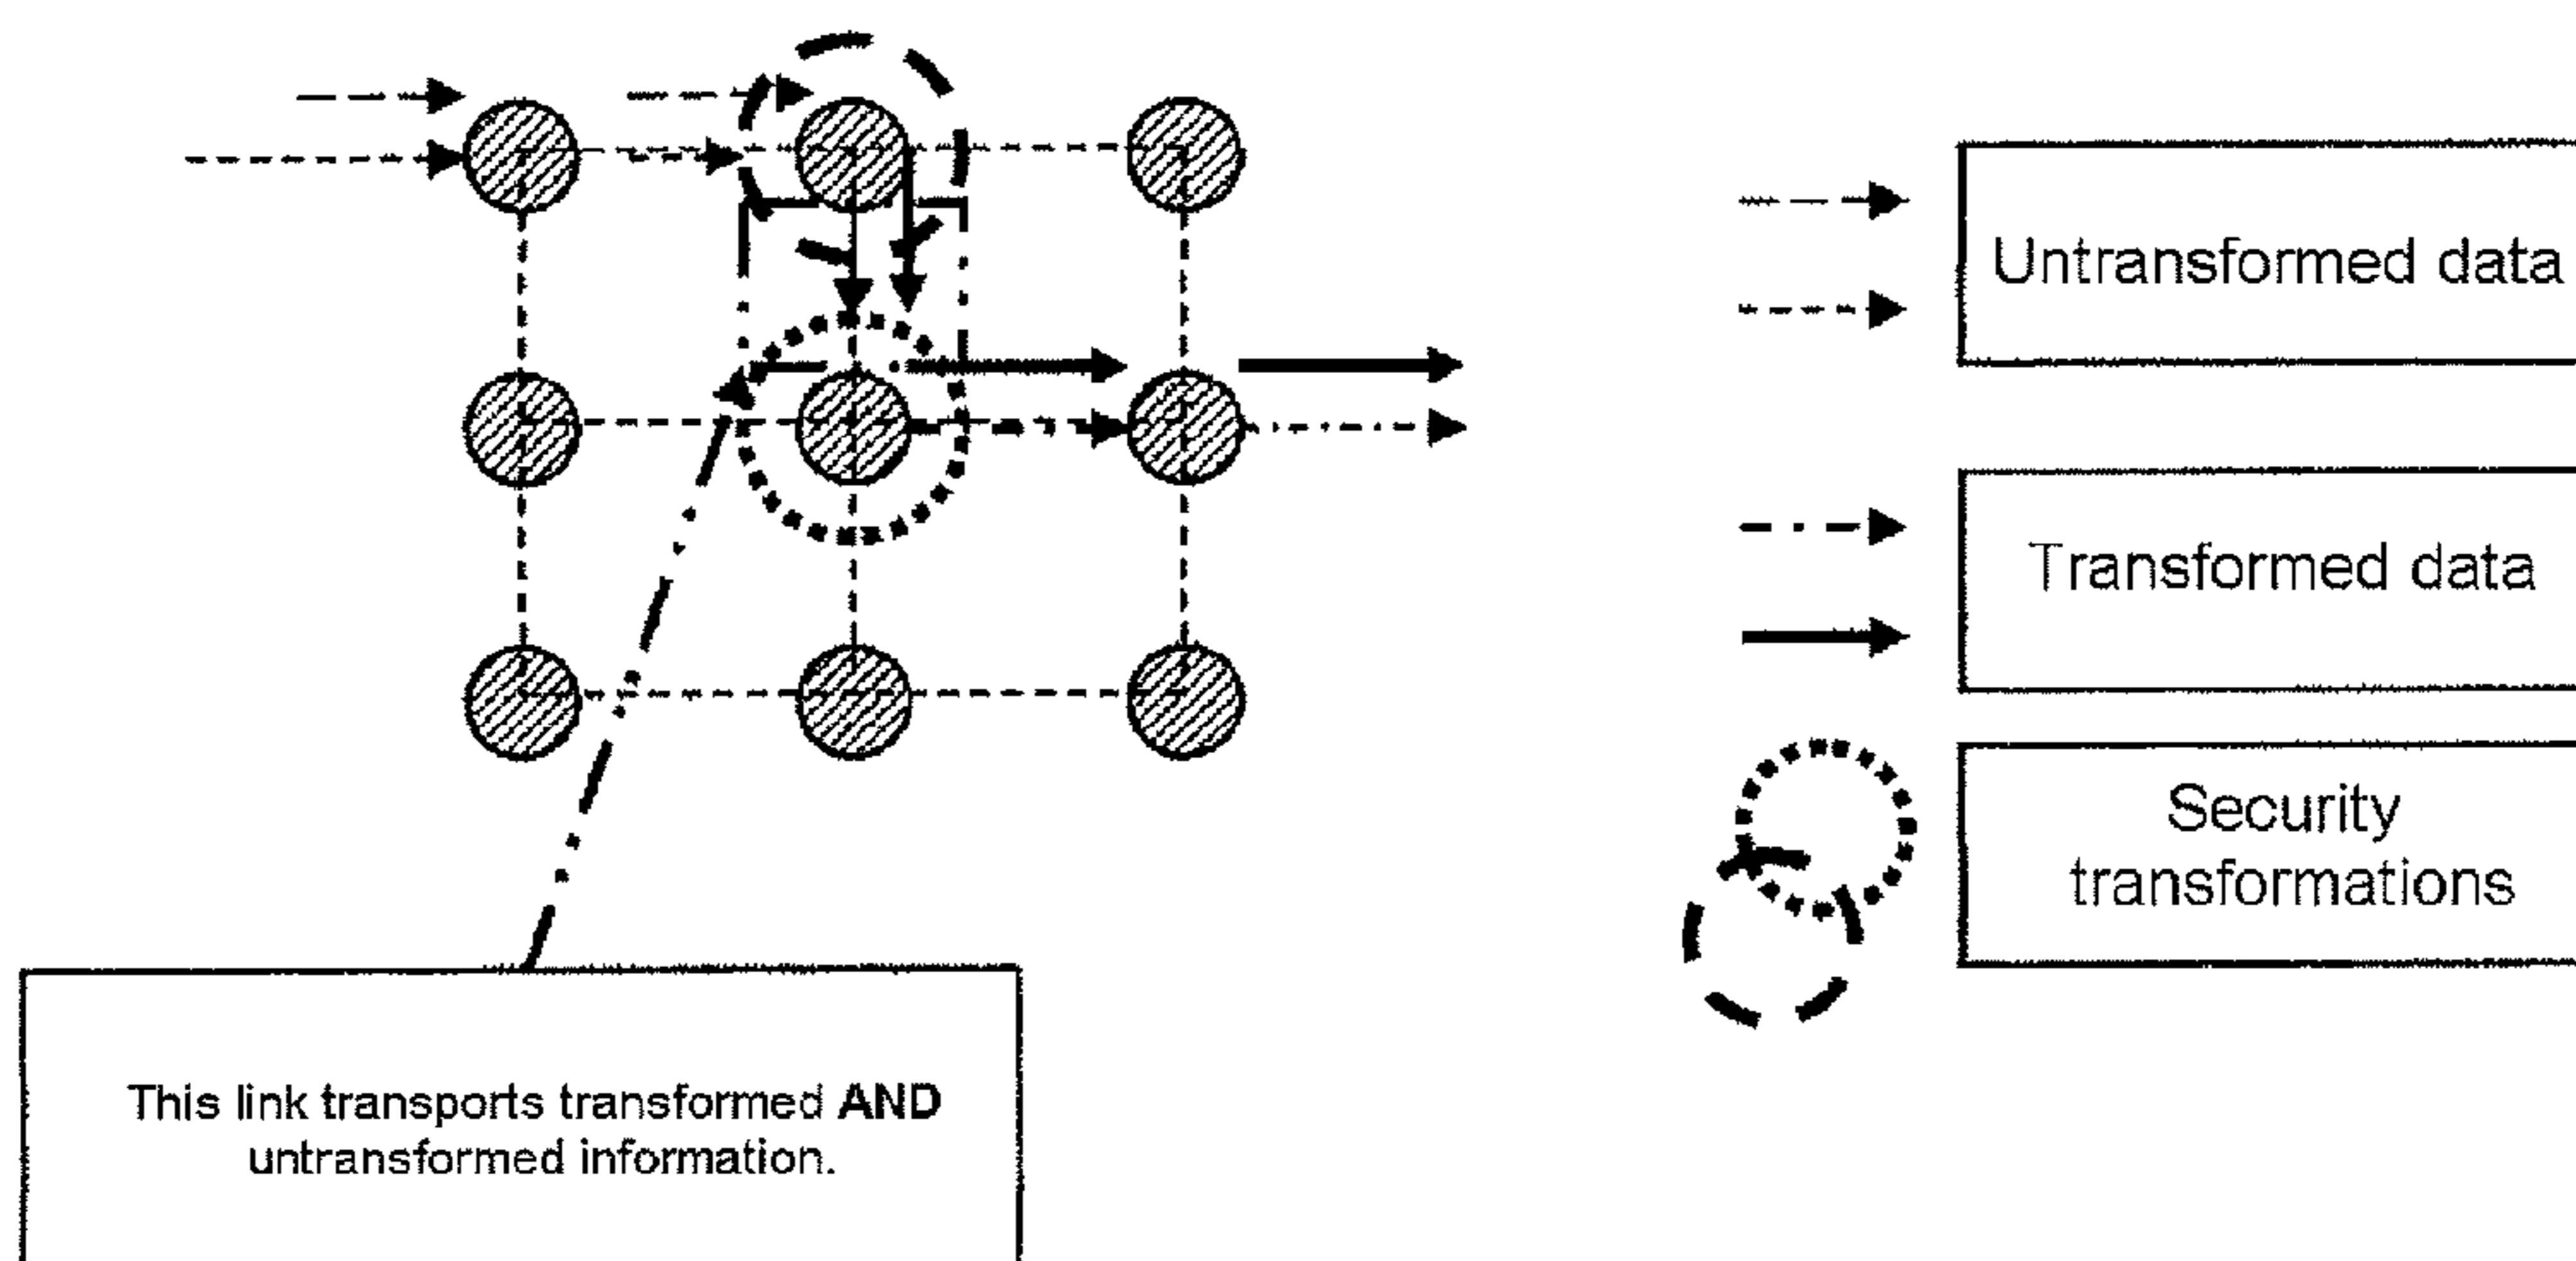 Untransformed data
Transformed data
Security
transformations
This link transports transformed AND
untransformed information.